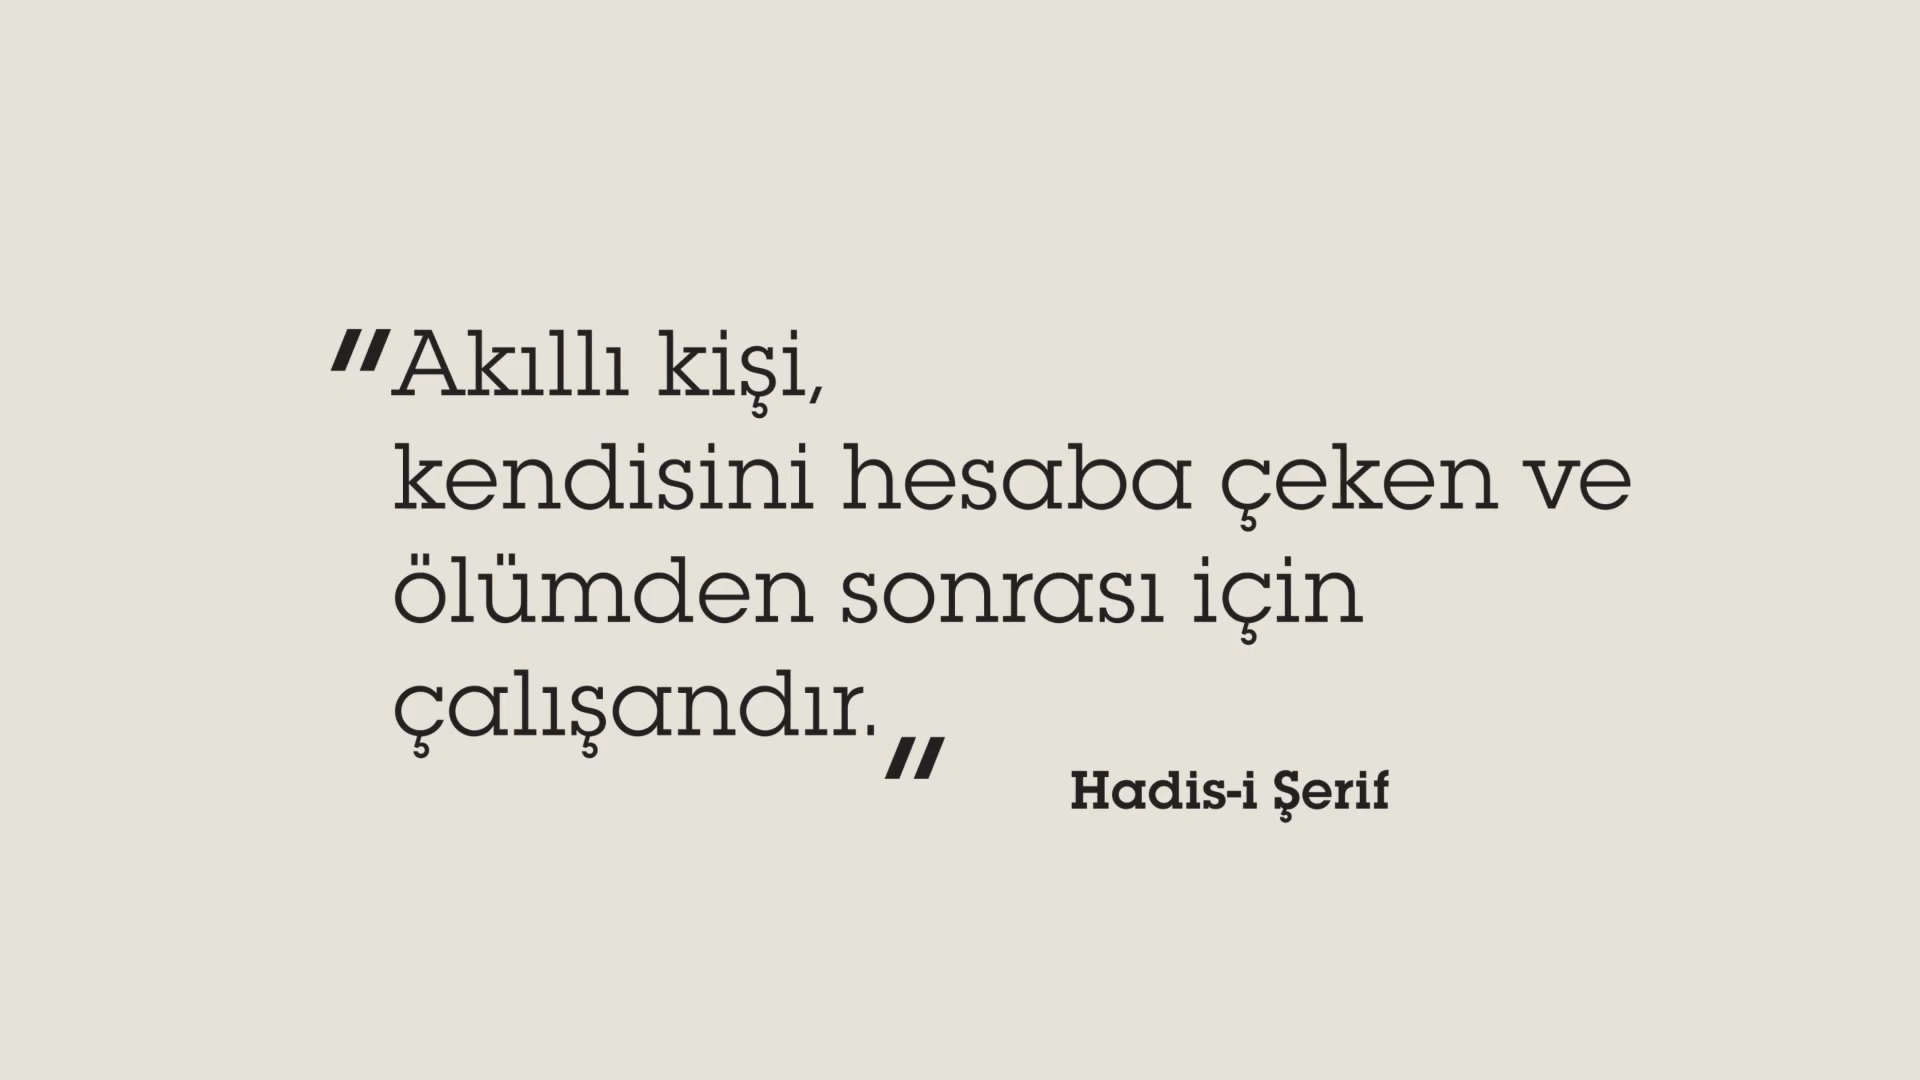 "Akıllı kişi,
kendisini hesaba çeken ve
ölümden sonrası için
çalışandır."
Hadis-i Şerif